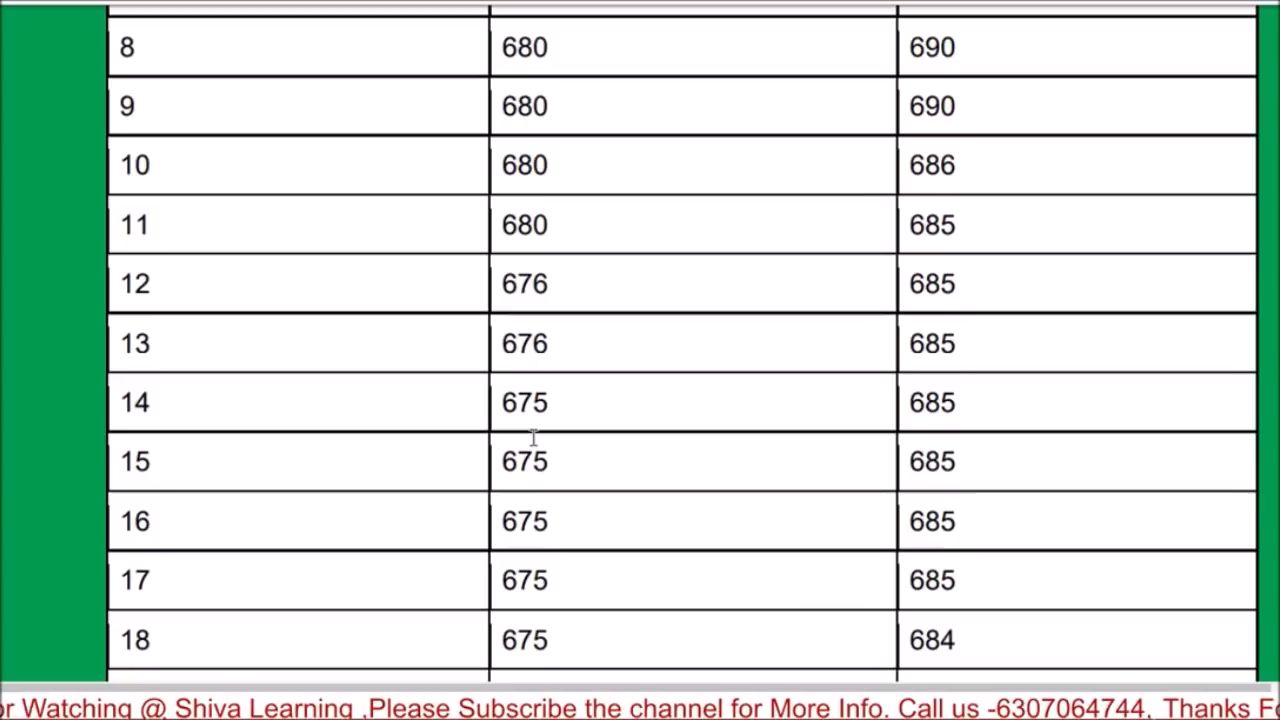 8 680 690
9 680 690
10 680 686
11 680 685
12 676 685
13 676 685
14 675 685
15 675 685
16 675 685
17 675 685
18 675 684
or Watching @ Shiva Learning ,Please Subscribe the channel for More Info. Call us -6307064744. Thanks Fo